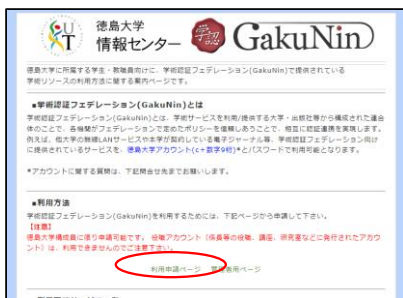 徳島大学
情報センター
学認
GakuNin
徳島大学に所属する学生・教職員向けに、学術認証フェデレーション(GakuNin)で提供されている
学術リソースの利用方法に関する案内ページです。
■学術認証フェデレーション(GakuNin)とは
学術認証フェデレーション(GakuNin)とは、学術サービスを利用/提供する大学・出版社等から構成された連合
体のことで、各機関がフェデレーションで定めたポリシーを信頼しあうことで、相互に認証連携を実現します。
例えば、他大学の無線LANサービスや本学が契約している電子ジャーナル等、学術認証フェデレーション向け
に提供されているサービスを、徳島大学アカウント(c+数字9桁)*とパスワードで利用可能となります。
*アカウントに関する質問は、下記問合せ先までお願いします。
■利用方法
学術認証フェデレーション(GakuNin)を利用するためには、下記ページから申請して下さい。
【注意】
徳島大学構成員に限り申請可能です。 役職アカウント（係長等の役職、講座、研究室などに発行されたアカウ
ント）は、利用できませんのでご注意下さい。
利用申請ページ 管理者用ページ